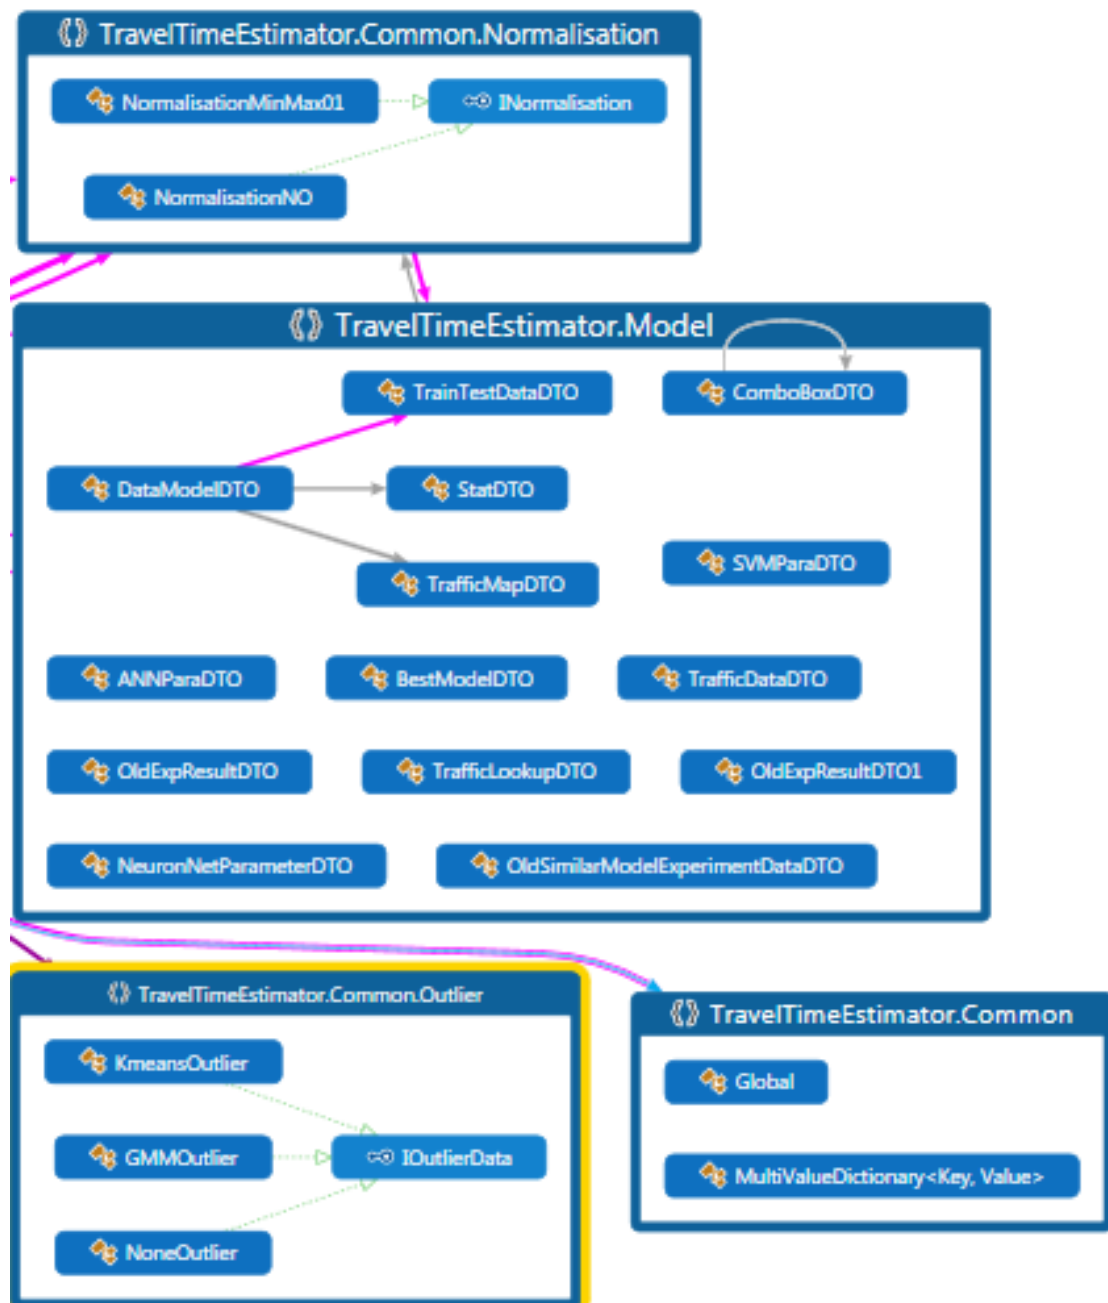 TravelTimeEstimator.Common.Normalisation
NormalisationMinMax01
INormalisation
NormalisationNO
TravelTimeEstimator.Model
TrainTestDataDTO
ComboBoxDTO
DataModelDTO
StatDTO
SVMParaDTO
TrafficMapDTO
ANNParaDTO
BestModelDTO
TrafficDataDTO
OldExpResultDTO
TrafficLookupDTO
OldExpResultDTO1
NeuronNetParameterDTO
OldSimilarModelExperimentDataDTO
TravelTimeEstimator.Common.Outlier
KmeansOutlier
GMMOutlier
IOutlierData
NoneOutlier
TravelTimeEstimator.Common
Global
MultiValueDictionary<Key, Value>